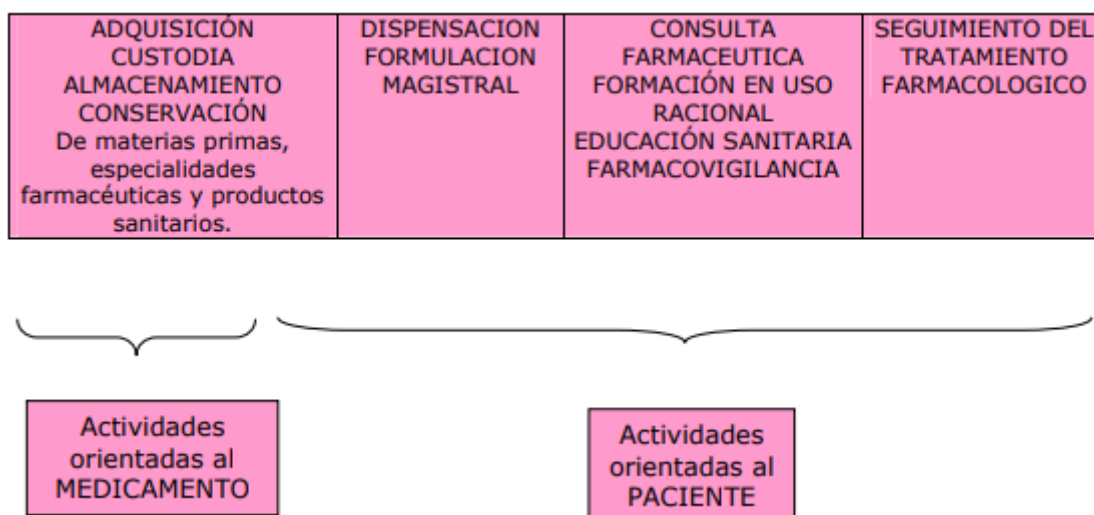 ADQUISICIÓN
CUSTODIA
ALMACENAMIENTO
CONSERVACIÓN
De materias primas,
especialidades
farmacéuticas y productos
sanitarios.
DISPENSACION
FORMULACION
MAGISTRAL
CONSULTA
FARMACEUTICA
FORMACIÓN EN USO
RACIONAL
EDUCACIÓN SANITARIA
FARMACOVIGILANCIA
SEGUIMIENTO DEL
TRATAMIENTO
FARMACOLOGICO
Actividades
orientadas al
MEDICAMENTO
Actividades
orientadas al
PACIENTE